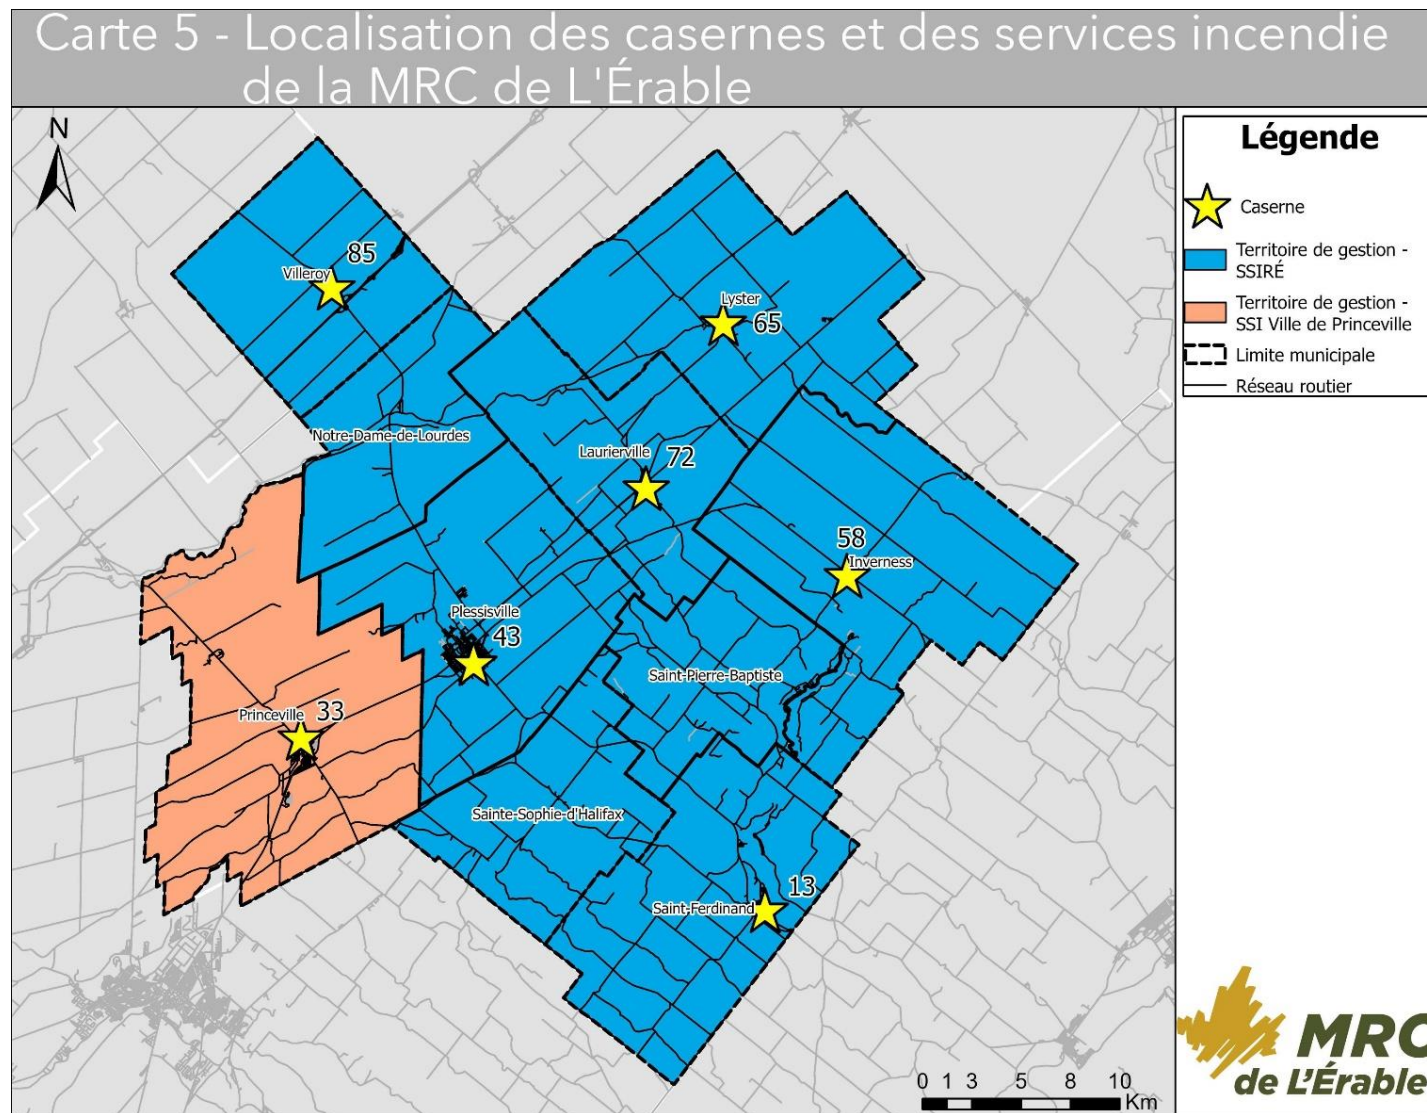 Carte 5 - Localisation des casernes et des services incendie
de la MRC de L'Érable
N
Légende
Caserne
Territoire de gestion -
SSIRÉ
Territoire de gestion -
SSI Ville de Princeville
Limite municipale
Réseau routier
85
Villeroy
Lyster
65
Notre-Dame-de-Lourdes
Laurierville
72
58
Inverness
Plessisville
43
Saint-Pierre-Baptiste
Princeville
33
Sainte-Sophie-d'Halifax
13
Saint-Ferdinand
0 1 3 5 8 10
Km
MRC
de L'Érable